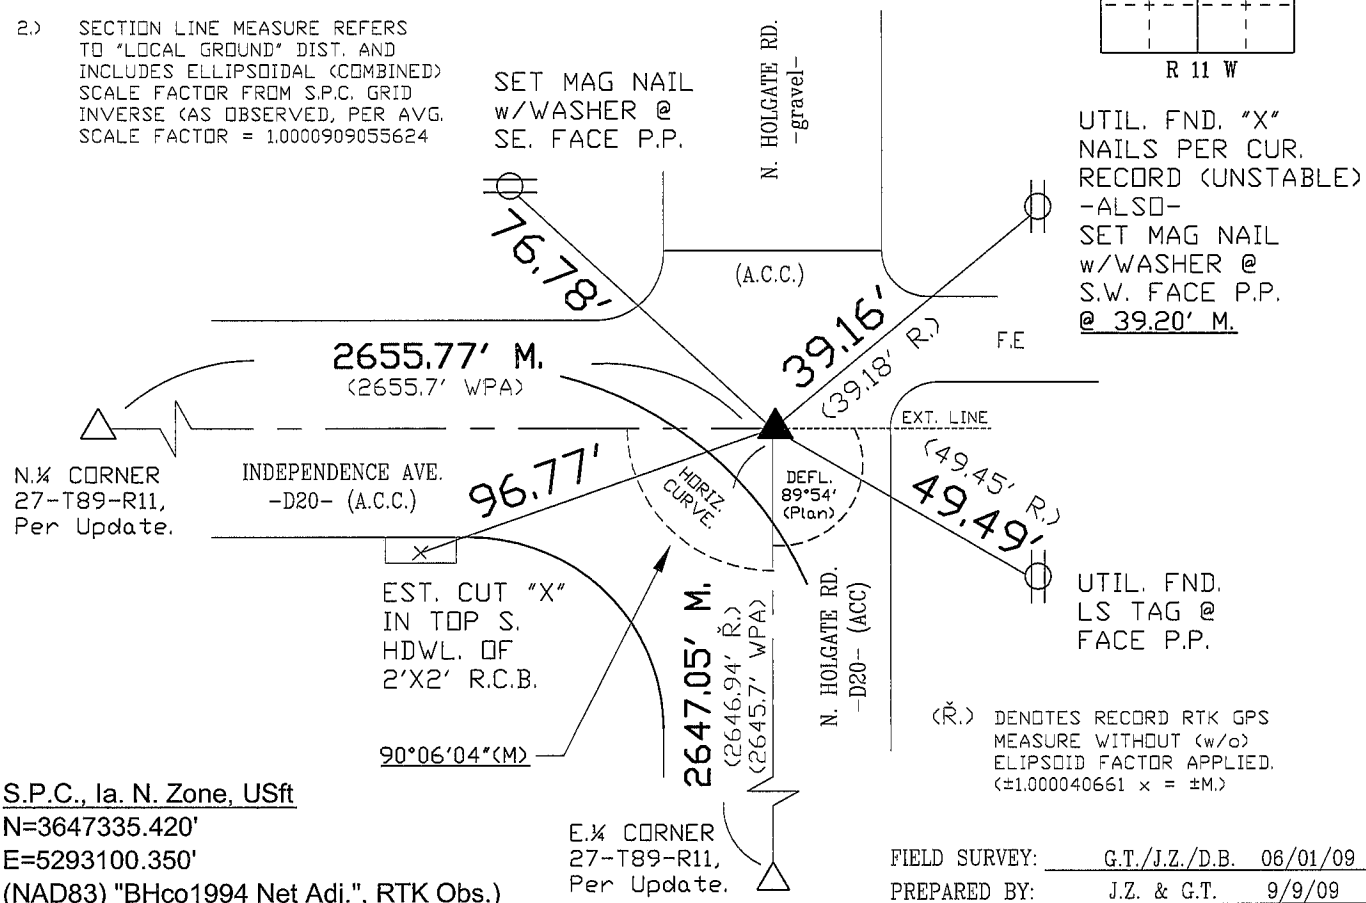 2.) SECTION LINE MEASURE REFERS
TO "LOCAL GROUND" DIST. AND
INCLUDES ELLIPSOIDAL (COMBINED)
SCALE FACTOR FROM S.P.C. GRID
INVERSE (AS OBSERVED, PER AVG.
SCALE FACTOR = 1.0000909055624
SET MAG NAIL
w/WASHER @
SE. FACE P.P.
N. HOLGATE RD.
-gravel-
R 11 W
UTIL. FND. "X"
NAILS PER CUR.
RECORD (UNSTABLE)
-ALSO-
SET MAG NAIL
w/WASHER @
S.W. FACE P.P.
@ 39.20' M.
76.78'
(A.C.C.)
39.16'
(39.18' R.)
F.E
2655.77' M.
(2655.7' WPA)
EXT. LINE
N.¼ CORNER
27-T89-R11,
Per Update.
INDEPENDENCE AVE.
-D20- (A.C.C.)
96.77'
HORIZ.
CURVE.
DEFL.
89°54'
(Plan)
(49.45' R.)
49.49'
EST. CUT "X"
IN TOP S.
HDWL. OF
2'X2' R.C.B.
UTIL. FND.
LS TAG @
FACE P.P.
2647.05' M.
(2646.94' Ř.)
(2645.7' WPA)
N. HOLGATE RD.
-D20- (ACC)
90°06'04"(M)
(Ř.) DENOTES RECORD RTK GPS
MEASURE WITHOUT (w/o)
ELIPSOID FACTOR APPLIED.
(±1.000040661 x = ±M.)
S.P.C., Ia. N. Zone, USft
N=3647335.420'
E=5293100.350'
(NAD83) "BHco1994 Net Adj.", RTK Obs.)
E.¼ CORNER
27-T89-R11,
Per Update.
FIELD SURVEY: G.T./J.Z./D.B. 06/01/09
PREPARED BY: J.Z. & G.T. 9/9/09